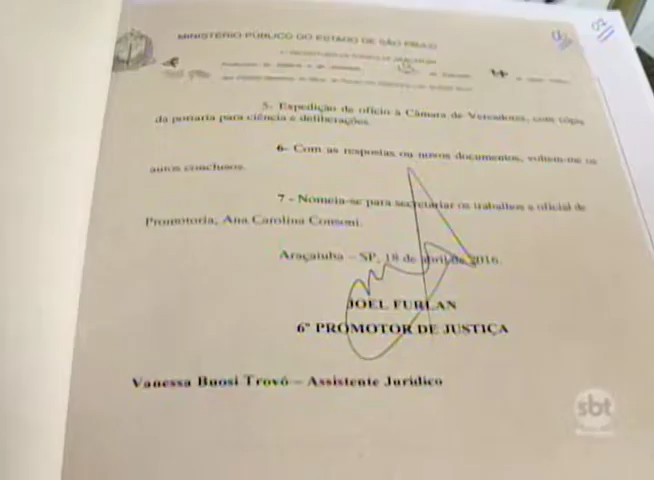 MINISTÉRIO PÚBLICO DO ESTADO DE SÃO PAULO
5- Expedição de ofício à Câmara de Vereadores, com cópia
da portaria para ciência e deliberações.
6- Com as respostas ou novos documentos, voltem-me os
autos conclusos.
7 - Nomeia-se para secretariar os trabalhos a oficial de
Promotoria, Ana Carolina Consoni.
Araçatuba – SP, 18 de abril de 2016.
JOEL FURLAN
6º PROMOTOR DE JUSTIÇA
Vanessa Buosi Trovó – Assistente Jurídico
sbt